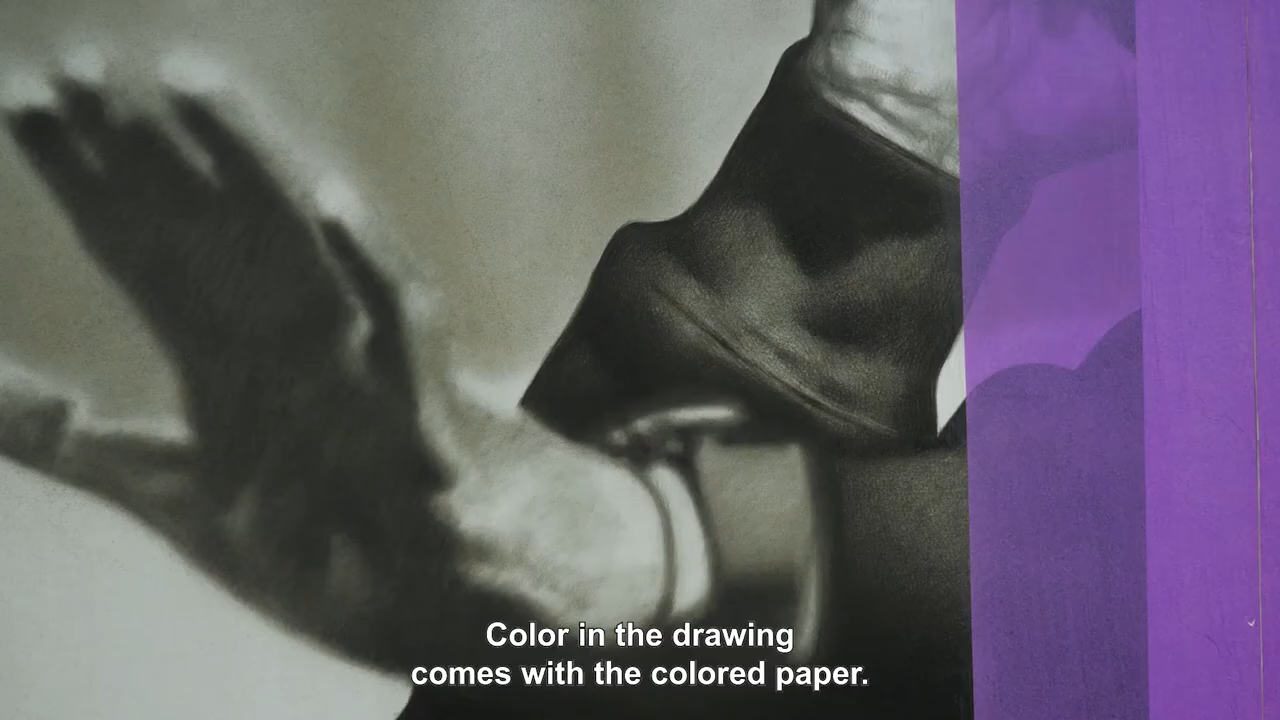 Color in the drawing
comes with the colored paper.